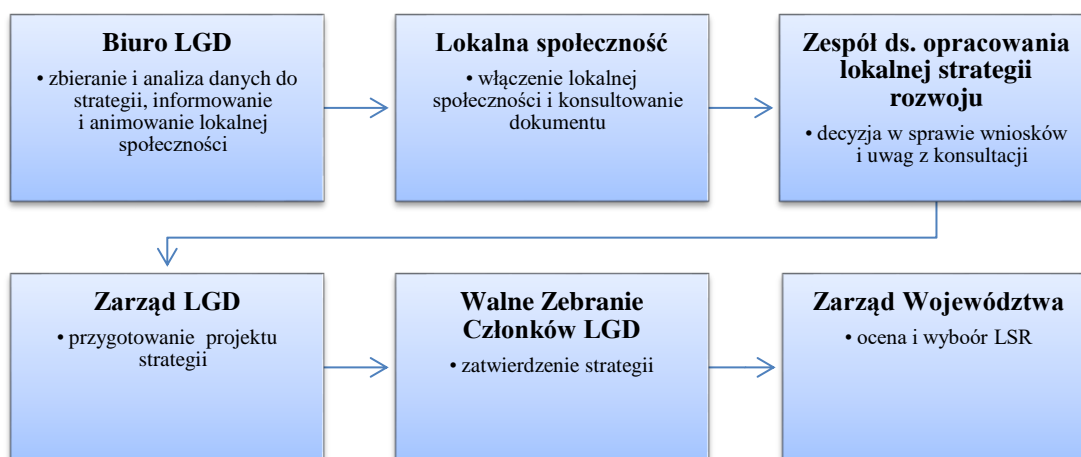 Biuro LGD
• zbieranie i analiza danych do
strategii, informowanie
i animowanie lokalnej
społeczności
Lokalna społeczność
• włączenie lokalnej
społeczności i konsultowanie
dokumentu
Zespół ds. opracowania
lokalnej strategii
rozwoju
• decyzja w sprawie wniosków
i uwag z konsultacji
Zarząd LGD
• przygotowanie projektu
strategii
Walne Zebranie
Członków LGD
• zatwierdzenie strategii
Zarząd Województwa
• ocena i wyboór LSR